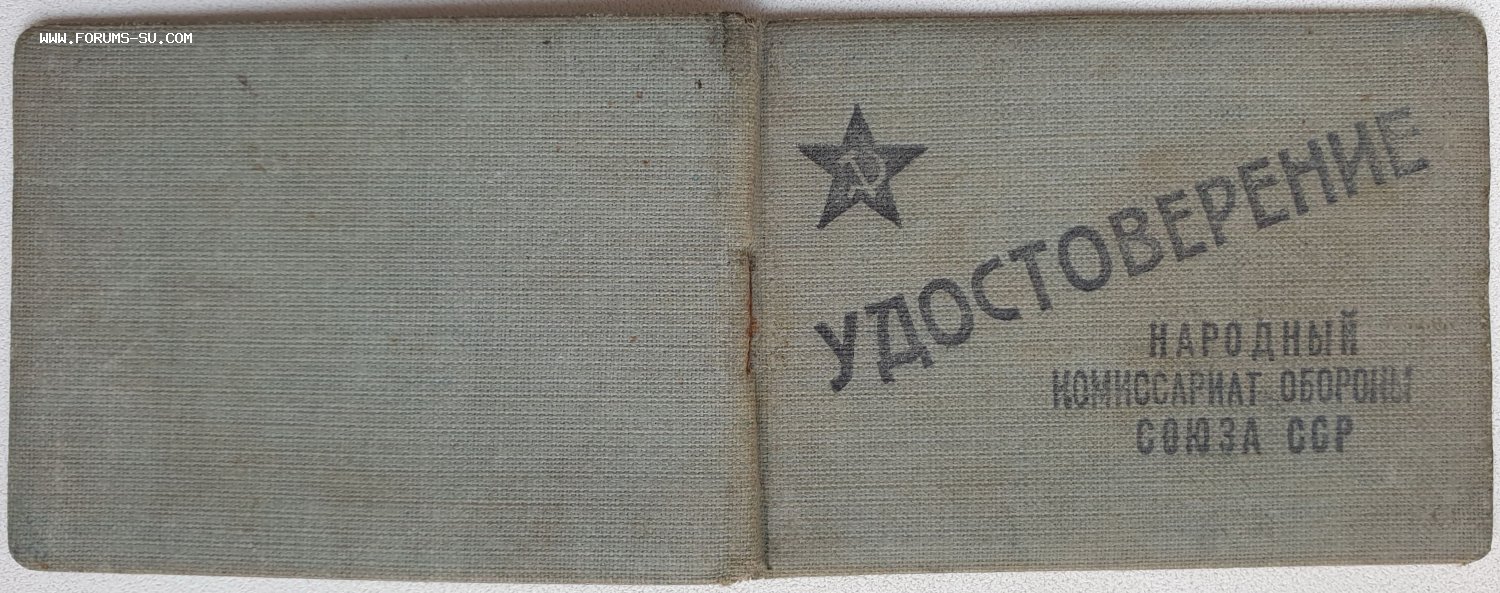 WWW.FORUMS-SU.COM
УДОСТОВЕРЕНИЕ
НАРОДНЫЙ
КОМИССАРИАТ ОБОРОНЫ
СОЮЗА ССР